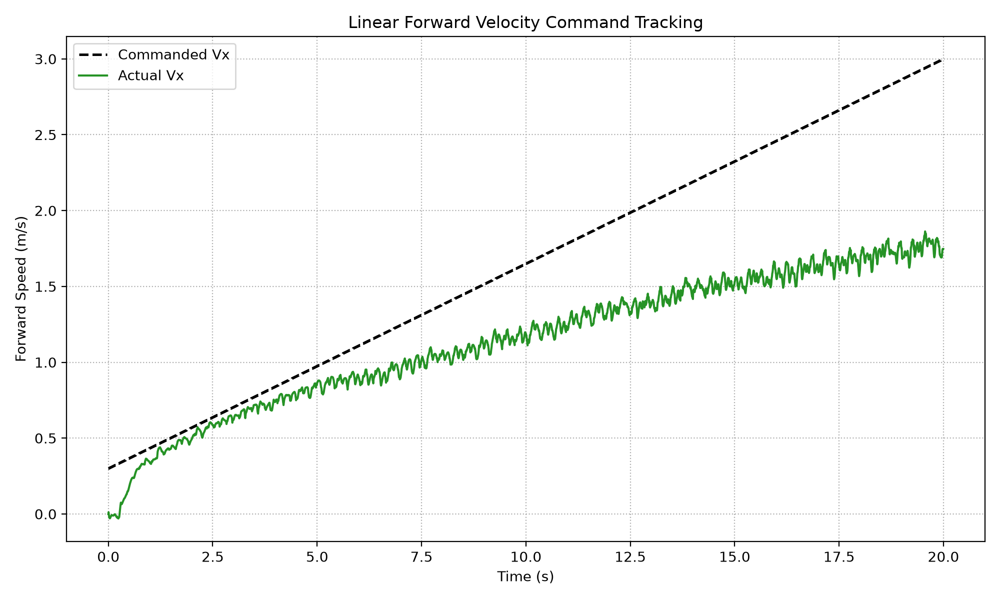 Linear Forward Velocity Command Tracking
Commanded Vx
Actual Vx
Forward Speed (m/s)
3.0
2.5
2.0
1.5
1.0
0.5
0.0
0.0 2.5 5.0 7.5 10.0 12.5 15.0 17.5 20.0
Time (s)